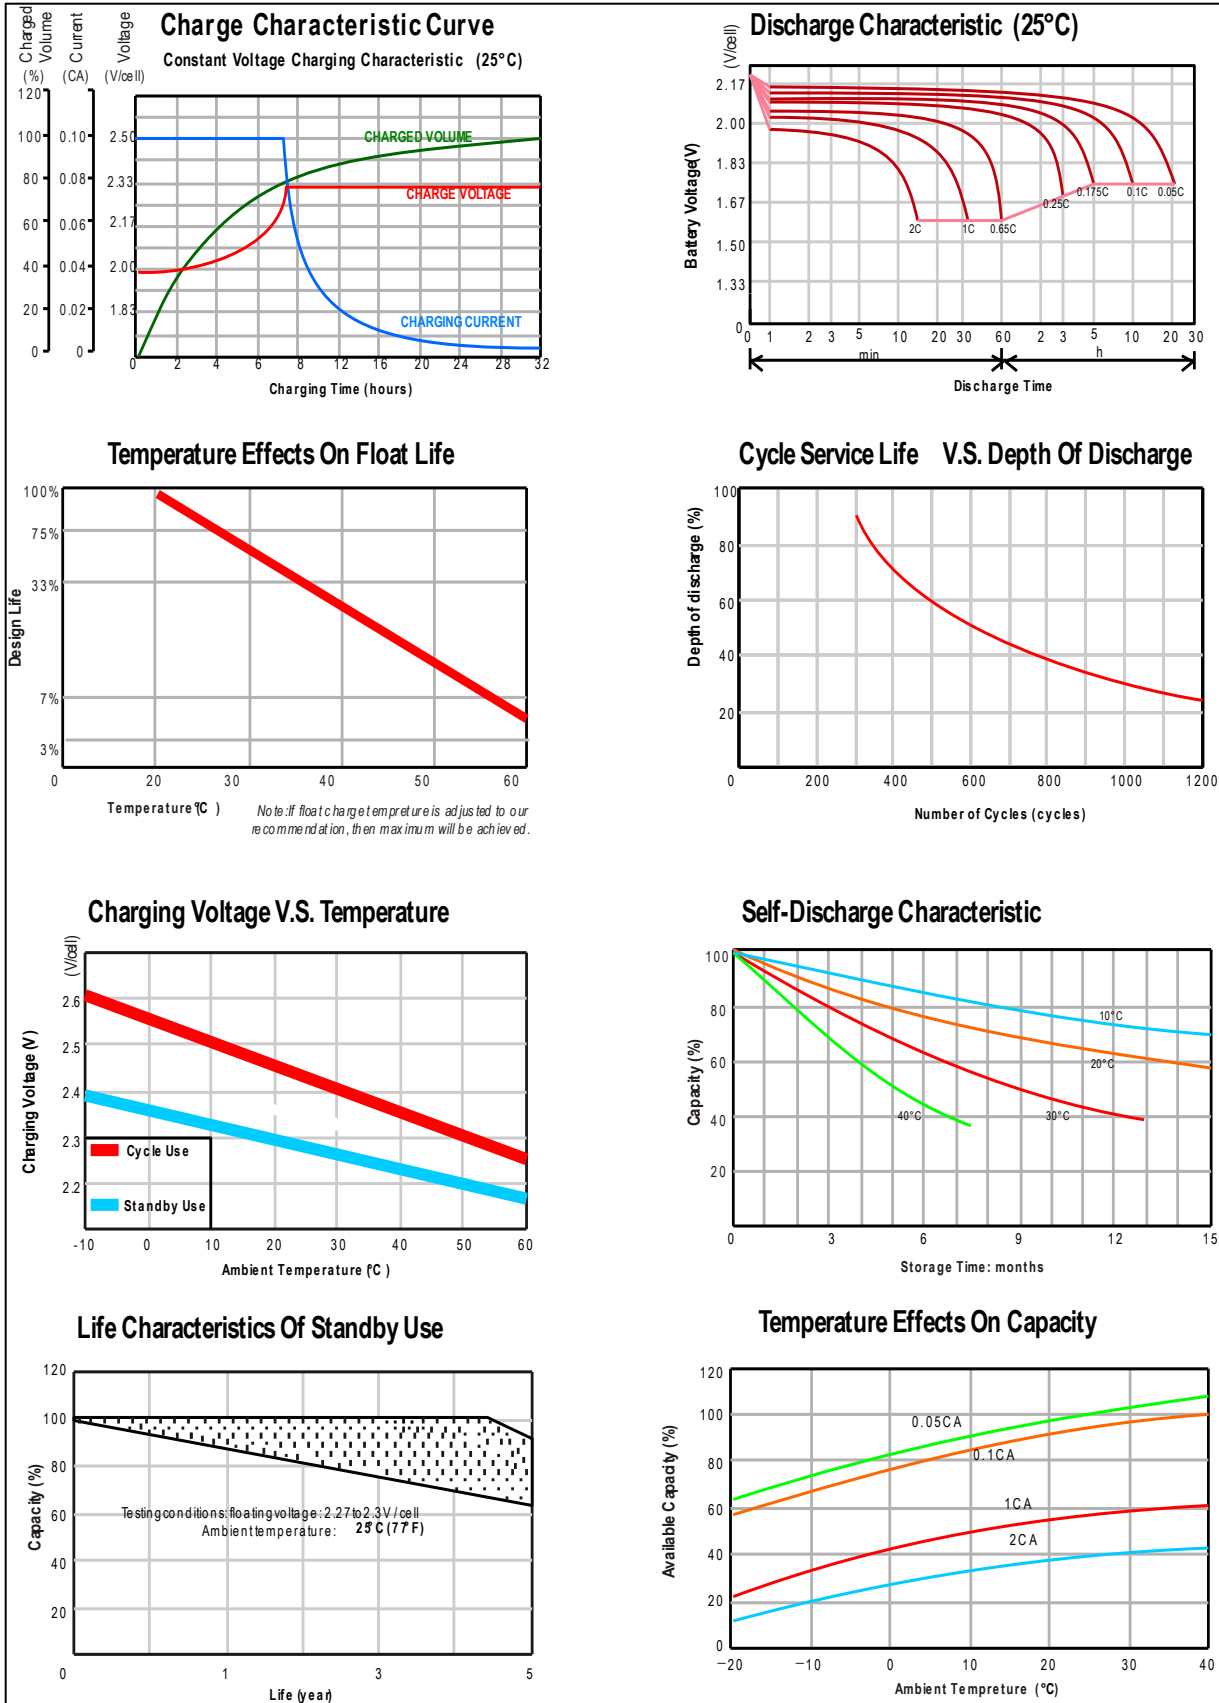 Charge Characteristic Curve
Constant Voltage Charging Characteristic (25°C)
Charged Volume
Current
Voltage
(%) (CA) (V/cell)
120
100 0.10 2.50
80 0.08 2.33
60 0.06 2.17
40 0.04 2.00
20 0.02 1.83
0 0
CHARGED VOLUME
CHARGE VOLTAGE
CHARGING CURRENT
0 2 4 6 8 12 16 20 24 28 32
Charging Time (hours)
Discharge Characteristic (25°C)
(V/cell)
Battery Voltage(V)
2.17
2.00
1.83
1.67
1.50
1.33
0
2C 1C 0.65C 0.25C 0.175C 0.1C 0.05C
0 1 2 3 5 10 20 30 60 2 3 5 10 20 30
min h
Discharge Time
Temperature Effects On Float Life
Design Life
100%
75%
33%
7%
3%
0 20 30 40 50 60
Temperature(°C )
Note:If float charge tempreture is adjusted to our
recommendation, then maximum will be achieved.
Cycle Service Life V.S. Depth Of Discharge
Depth of discharge (%)
100
80
60
40
20
0 200 400 600 800 1000 1200
Number of Cycles (cycles)
Charging Voltage V.S. Temperature
(V/cell)
Charging Voltage (V)
2.6
2.5
2.4
2.3
2.2
Cycle Use
Standby Use
-10 0 10 20 30 40 50 60
Ambient Temperature (°C )
Self-Discharge Characteristic
Capacity (%)
100
80
60
40
20
10°C
20°C
30°C
40°C
0 3 6 9 12 15
Storage Time: months
Life Characteristics Of Standby Use
Capacity (%)
120
100
80
60
40
20
Testing conditions: floating voltage: 2.27 to 2.3V / cell
Ambient temperature: 25°C (77°F)
0 1 3 5
Life (year)
Temperature Effects On Capacity
Available Capacity (%)
120
100
80
60
40
20
0
0.05CA
0.1CA
1CA
2CA
−20 −10 0 10 20 30 40
Ambient Tempreture (°C)